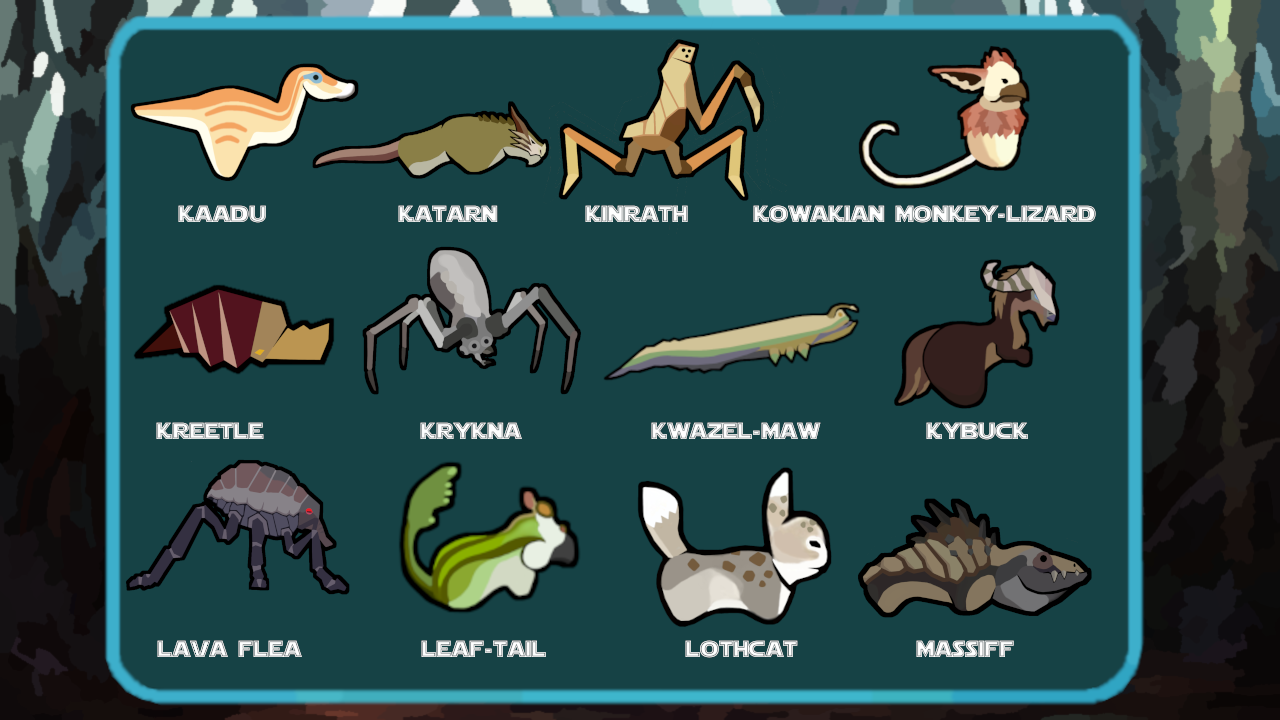 KAADU KATARN KINRATH KOWAKIAN MONKEY-LIZARD
KREETLE KRYKNA KWAZEL-MAW KYBUCK
LAVA FLEA LEAF-TAIL LOTHCAT MASSIFF